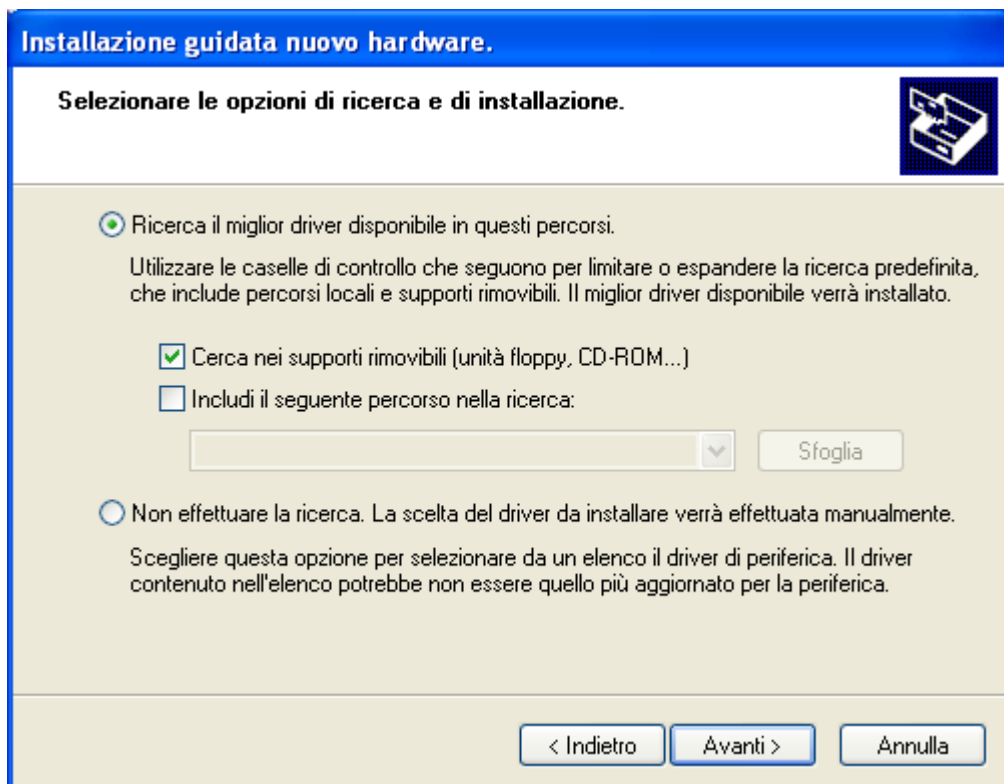 Installazione guidata nuovo hardware.
Selezionare le opzioni di ricerca e di installazione.
Ricerca il miglior driver disponibile in questi percorsi.
Utilizzare le caselle di controllo che seguono per limitare o espandere la ricerca predefinita,
che include percorsi locali e supporti rimovibili. Il miglior driver disponibile verrà installato.
Cerca nei supporti rimovibili (unità floppy, CD-ROM...)
Includi il seguente percorso nella ricerca:
Sfoglia
Non effettuare la ricerca. La scelta del driver da installare verrà effettuata manualmente.
Scegliere questa opzione per selezionare da un elenco il driver di periferica. Il driver
contenuto nell'elenco potrebbe non essere quello più aggiornato per la periferica.
< Indietro Avanti > Annulla